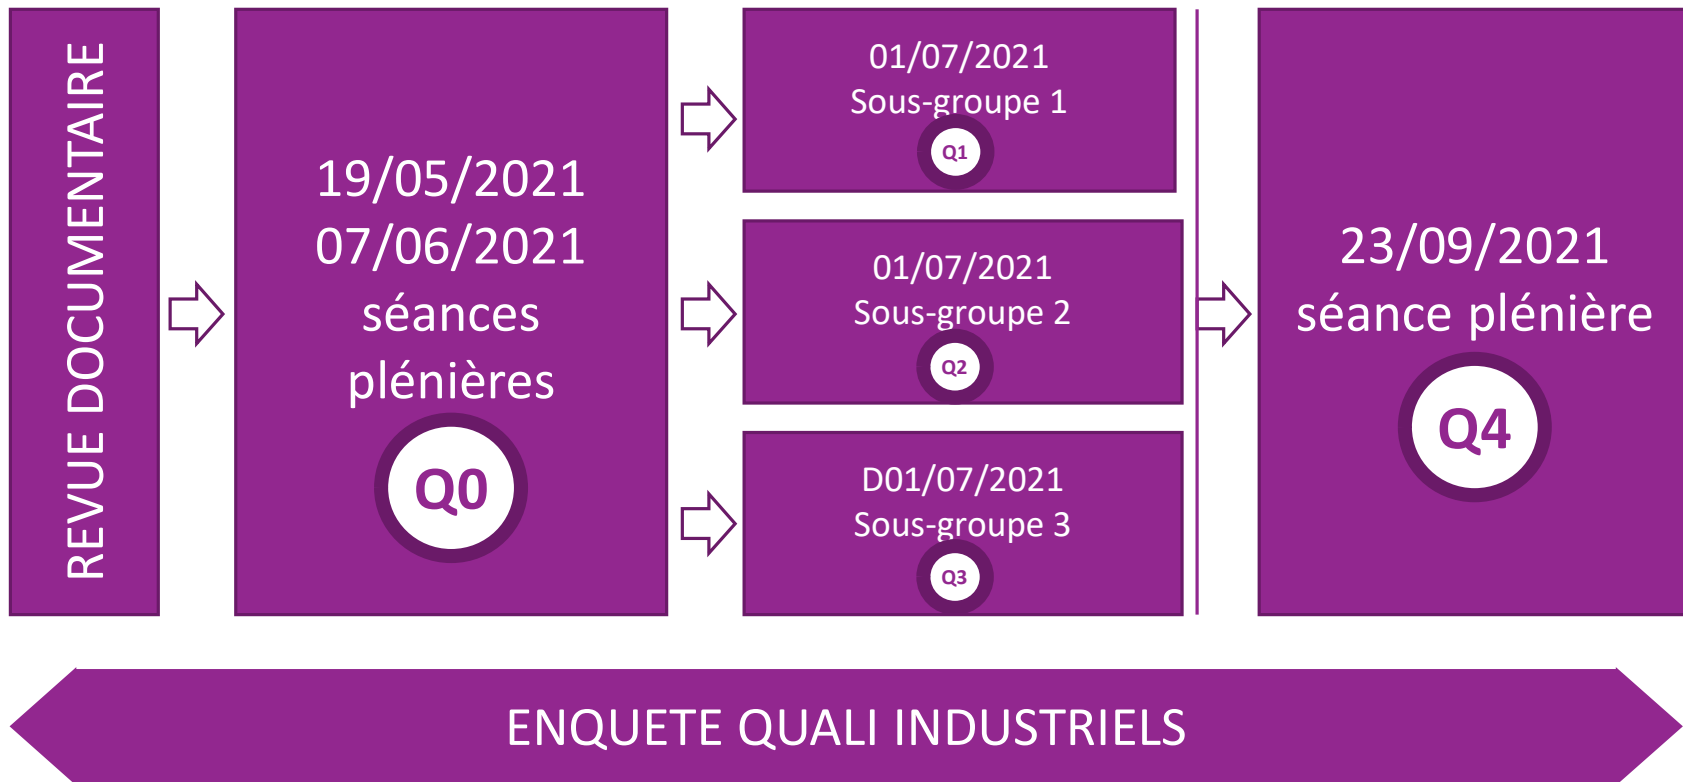 REVUE DOCUMENTAIRE
19/05/2021
07/06/2021
séances
plénières
Q0
01/07/2021
Sous-groupe 1
Q1
01/07/2021
Sous-groupe 2
Q2
D01/07/2021
Sous-groupe 3
Q3
23/09/2021
séance plénière
Q4
ENQUETE QUALI INDUSTRIELS